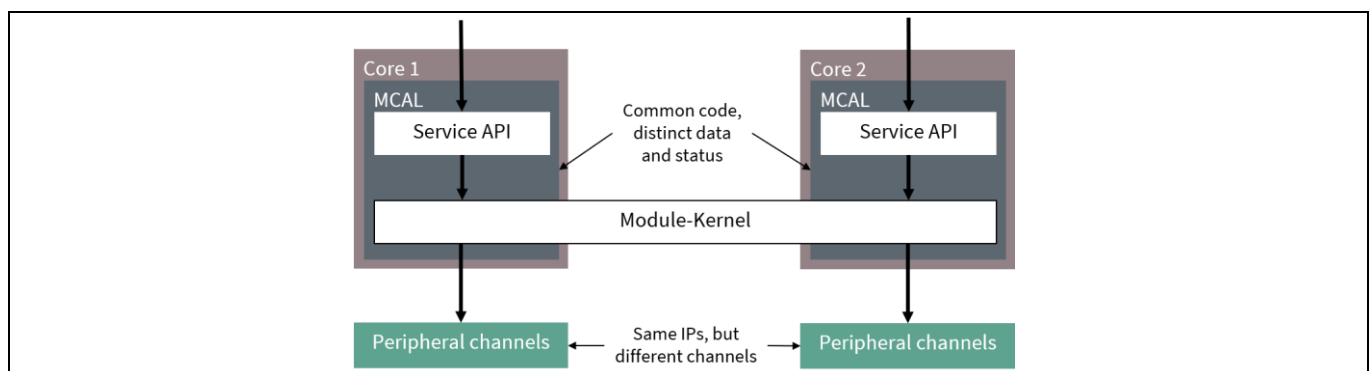 Core 1
MCAL
Service API
Common code,
distinct data
and status
Core 2
MCAL
Service API
Module-Kernel
Peripheral channels
Same IPs, but
different channels
Peripheral channels